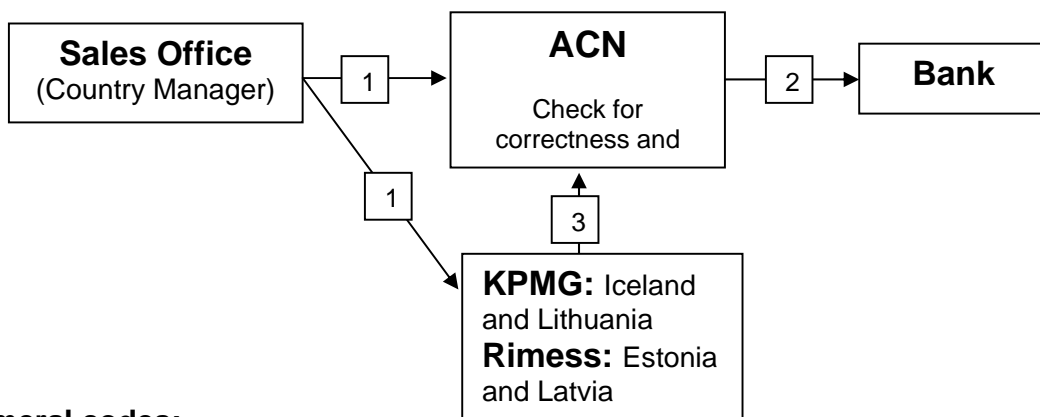 Sales Office
(Country Manager)
1
ACN
Check for
correctness and
2
Bank
1
3
KPMG: Iceland
and Lithuania
Rimess: Estonia
and Latvia
codes: